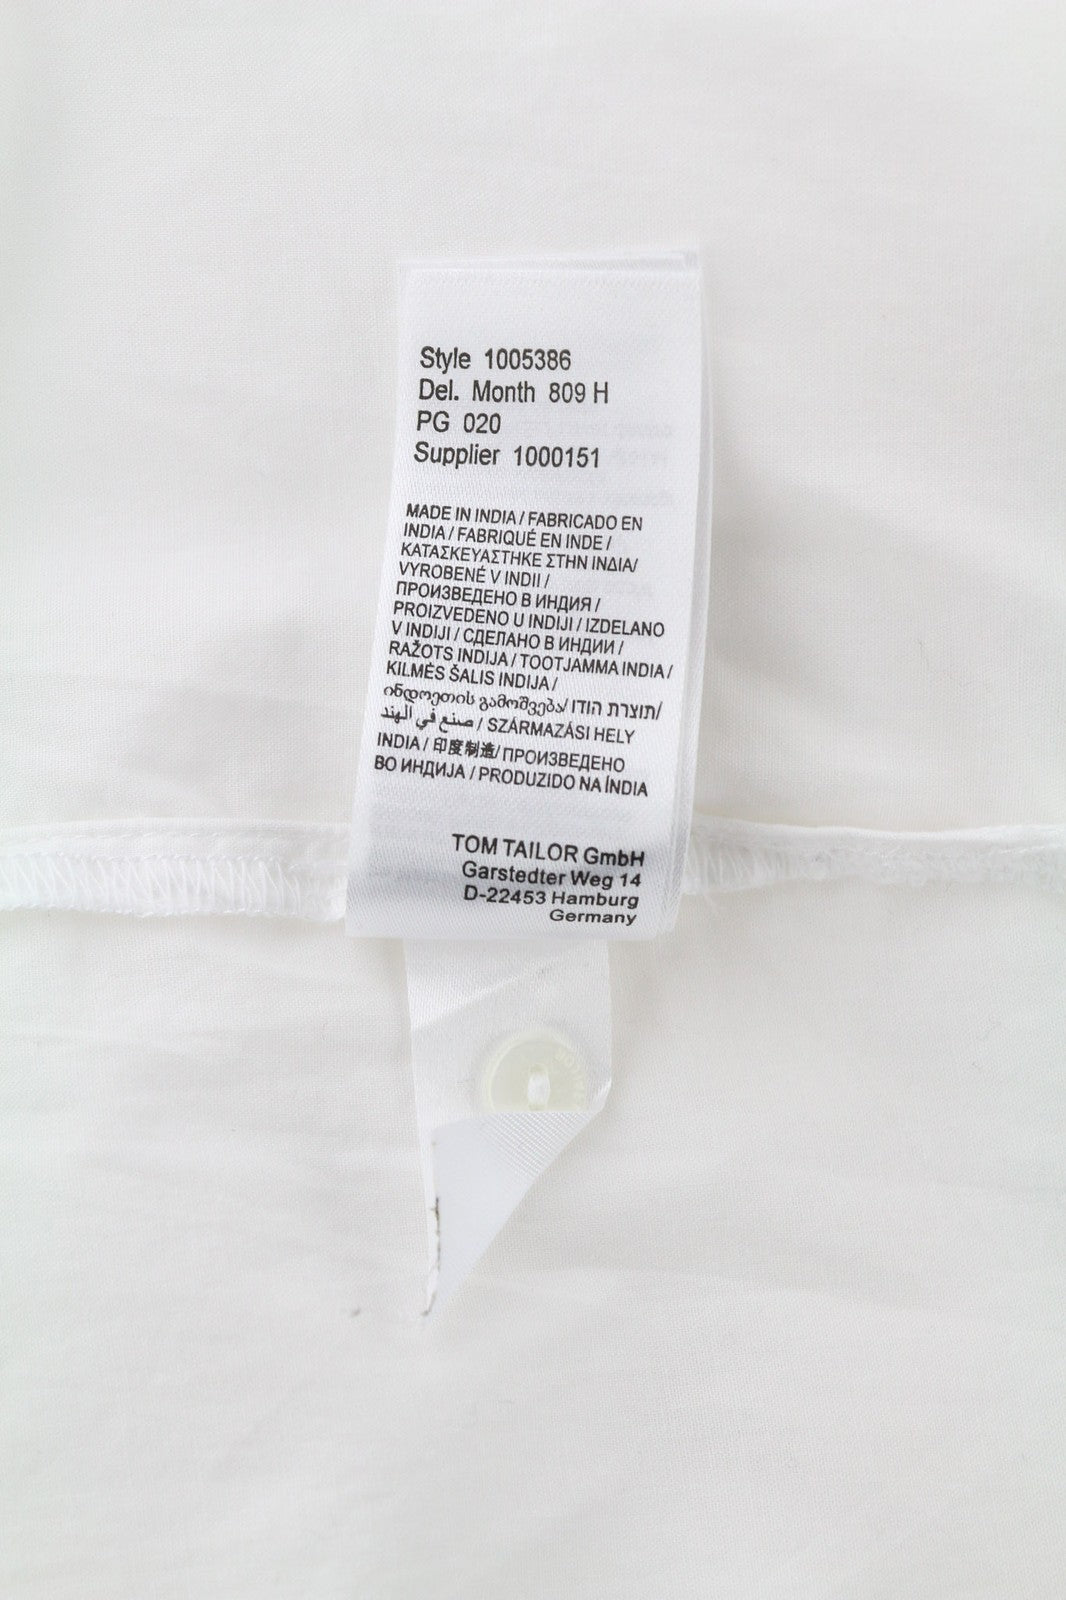 Style 1005386
Del. Month 809 H
PG 020
Supplier 1000151
MADE IN INDIA / FABRICADO EN
INDIA / FABRIQUÉ EN INDE /
ΚΑΤΑΣΚΕΥΑΣΤΗΚΕ ΣΤΗΝ ΙΝΔΙΑ/
VYROBENÉ V INDII /
ПРОИЗВЕДЕНО В ИНДИЯ /
PROIZVEDENO U INDIJI / IZDELANO
V INDIJI / СДЕЛАНО В ИНДИИ /
RAŽOTS INDIJA / TOOTJAMMA INDIA /
KILMĖS ŠALIS INDIJA /
ინდოეთის გამოშვება/ תוצרת הודו/
صنع في الهند / SZÁRMAZÁSI HELY
INDIA / 印度制造/ ПРОИЗВЕДЕНО
ВО ИНДИЈА / PRODUZIDO NA ÍNDIA
TOM TAILOR GmbH
Garstedter Weg 14
D-22453 Hamburg
Germany